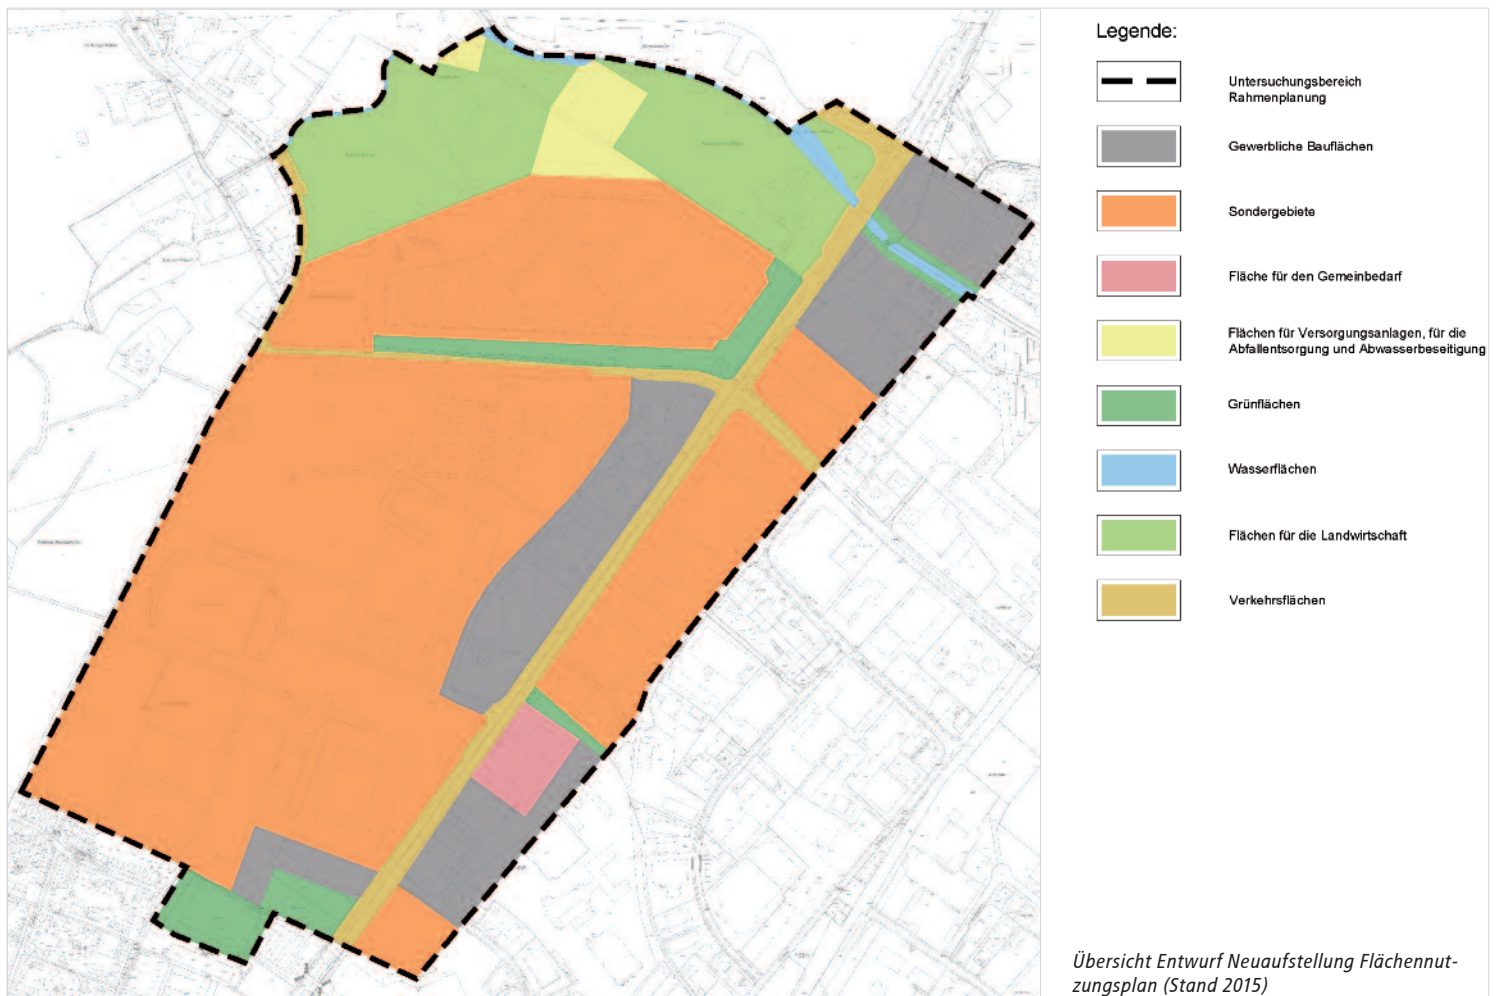 Legende:
Untersuchungsbereich
Rahmenplanung
Gewerbliche Bauflächen
Sondergebiete
Fläche für den Gemeinbedarf
Flächen für Versorgungsanlagen, für die
Abfallentsorgung und Abwasserbeseitigung
Grünflächen
Wasserflächen
Flächen für die Landwirtschaft
Verkehrsflächen
Übersicht Entwurf Neuaufstellung Flächennut-
zungsplan (Stand 2015)